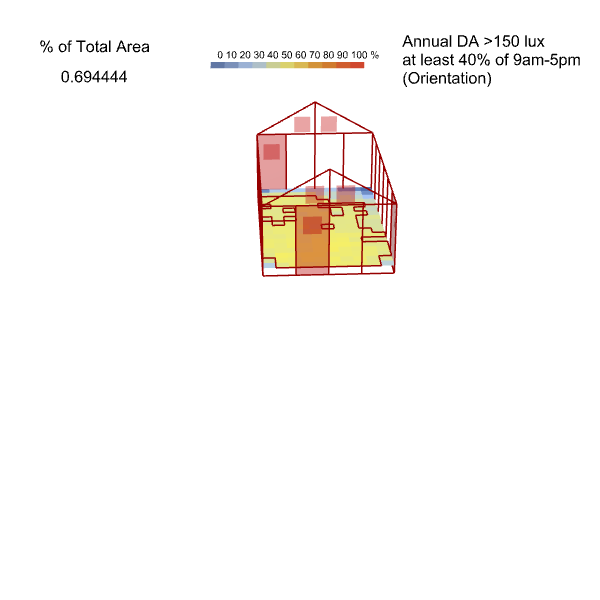 % of Total Area
0.694444
0 10 20 30 40 50 60 70 80 90 100 %
Annual DA >150 lux
at least 40% of 9am-5pm
(Orientation)